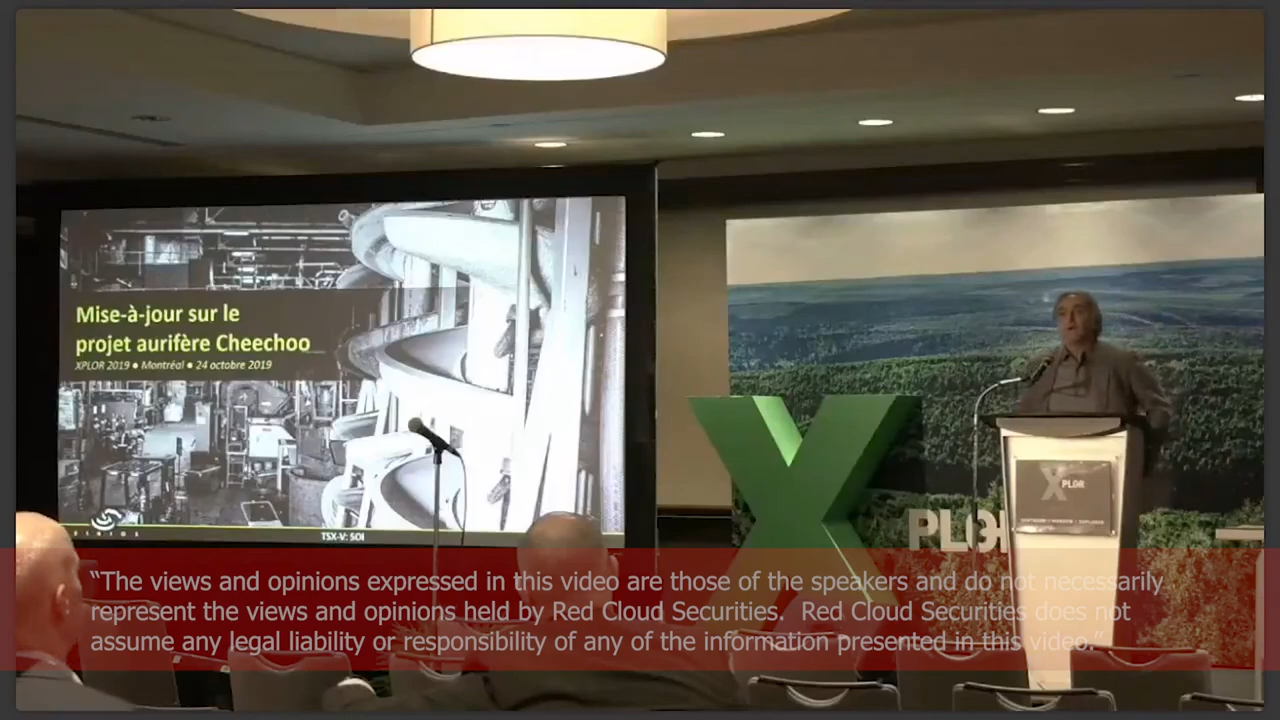 Mise-à-jour sur le
projet aurifère Cheechoo
XPLOR 2019 ● Montréal ● 24 octobre 2019
SIRIOS
TSX-V: SOI
X PLOR
XPLOR
“The views and opinions expressed in this video are those of the speakers and do not necessarily
represent the views and opinions held by Red Cloud Securities. Red Cloud Securities does not
assume any legal liability or responsibility of any of the information presented in this video.”